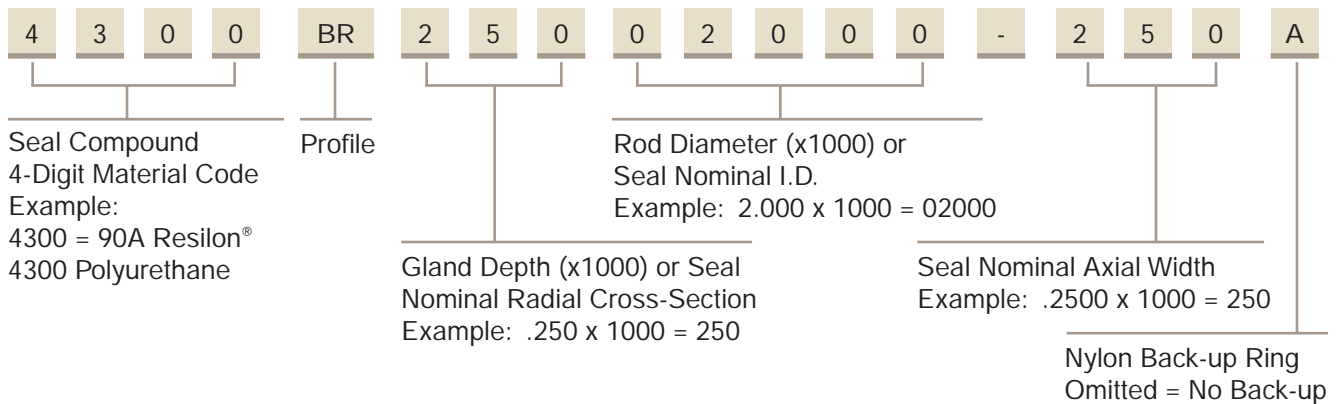 4 3 0 0 BR 2 5 0 0 2 0 0 0 - 2 5 0 A
Seal Compound
4-Digit Material Code
Example:
4300 = 90A Resilon®
4300 Polyurethane
Profile
Gland Depth (x1000) or Seal
Nominal Radial Cross-Section
Example: .250 x 1000 = 250
Rod Diameter (x1000) or
Seal Nominal I.D.
Example: 2.000 x 1000 = 02000
Seal Nominal Axial Width
Example: .2500 x 1000 = 250
Nylon Back-up Ring
Omitted = No Back-up